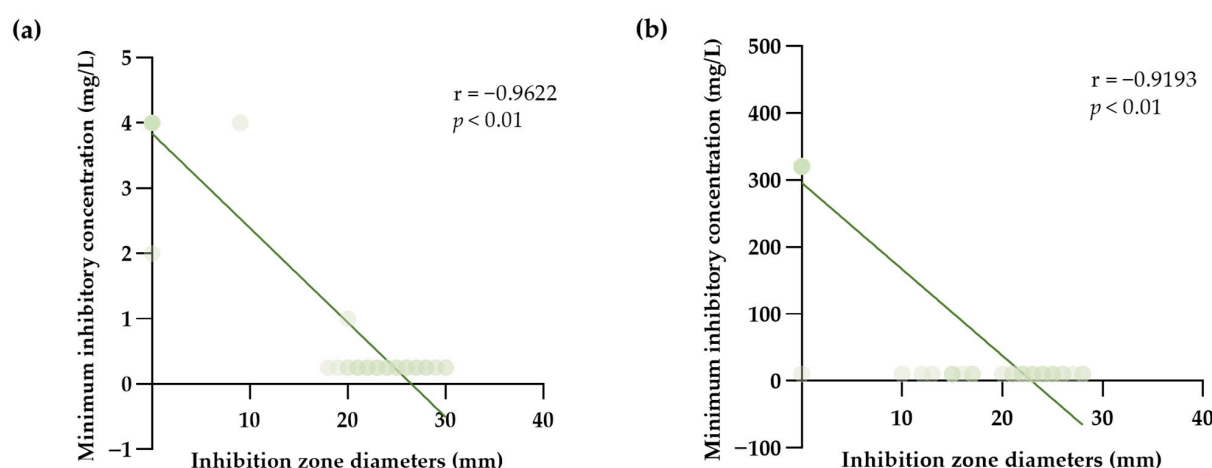 (a)
Minimum inhibitory concentration (mg/L)
5
4
3
2
1
0
−1
10
20
30
40
Inhibition zone diameters (mm)
r = −0.9622
p < 0.01
(b)
Minimum inhibitory concentration (mg/L)
500
400
300
200
100
0
−100
10
20
30
40
Inhibition zone diameters (mm)
r = −0.9193
p < 0.01